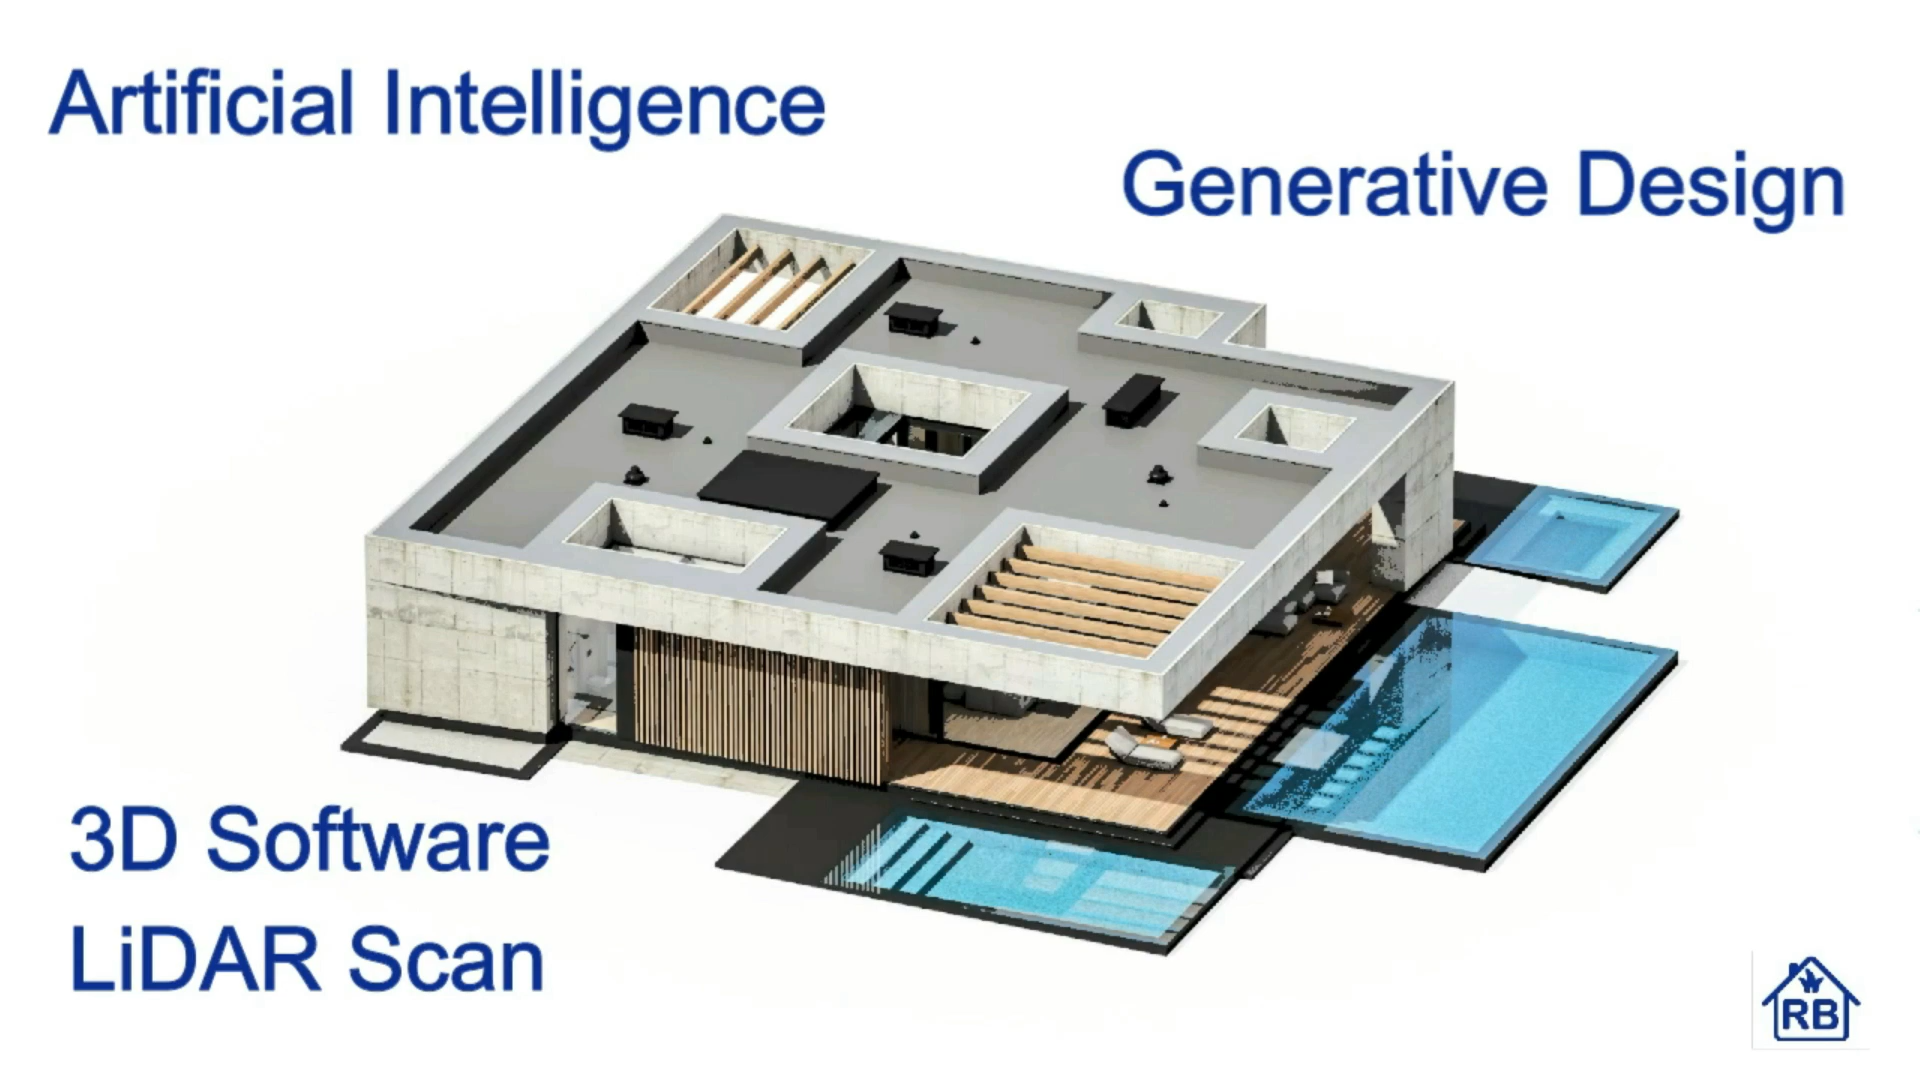 Artificial Intelligence
Generative Design
3D Software
LiDAR Scan
RB